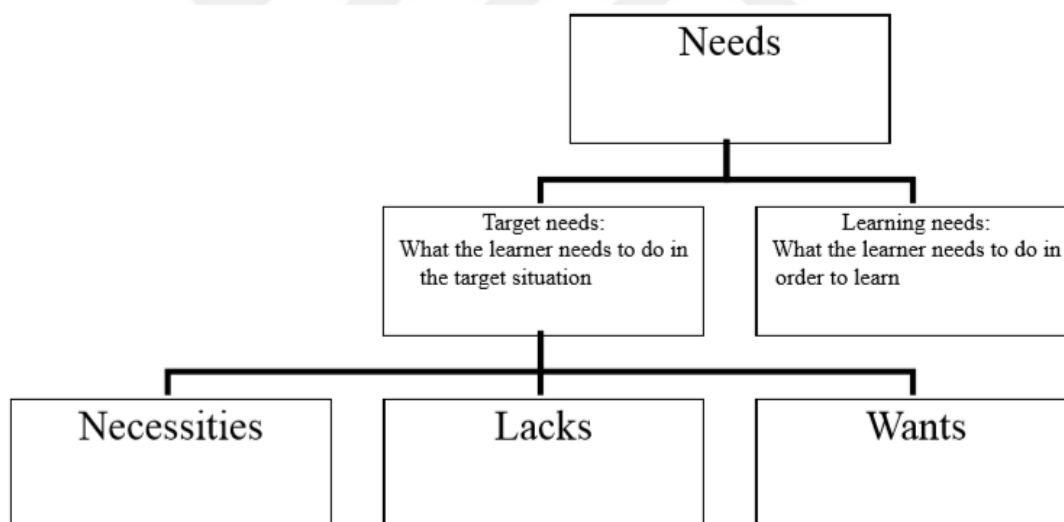 Needs
Target needs:
What the learner needs to do in
the target situation
Learning needs:
What the learner needs to do in
order to learn
Necessities
Lacks
Wants